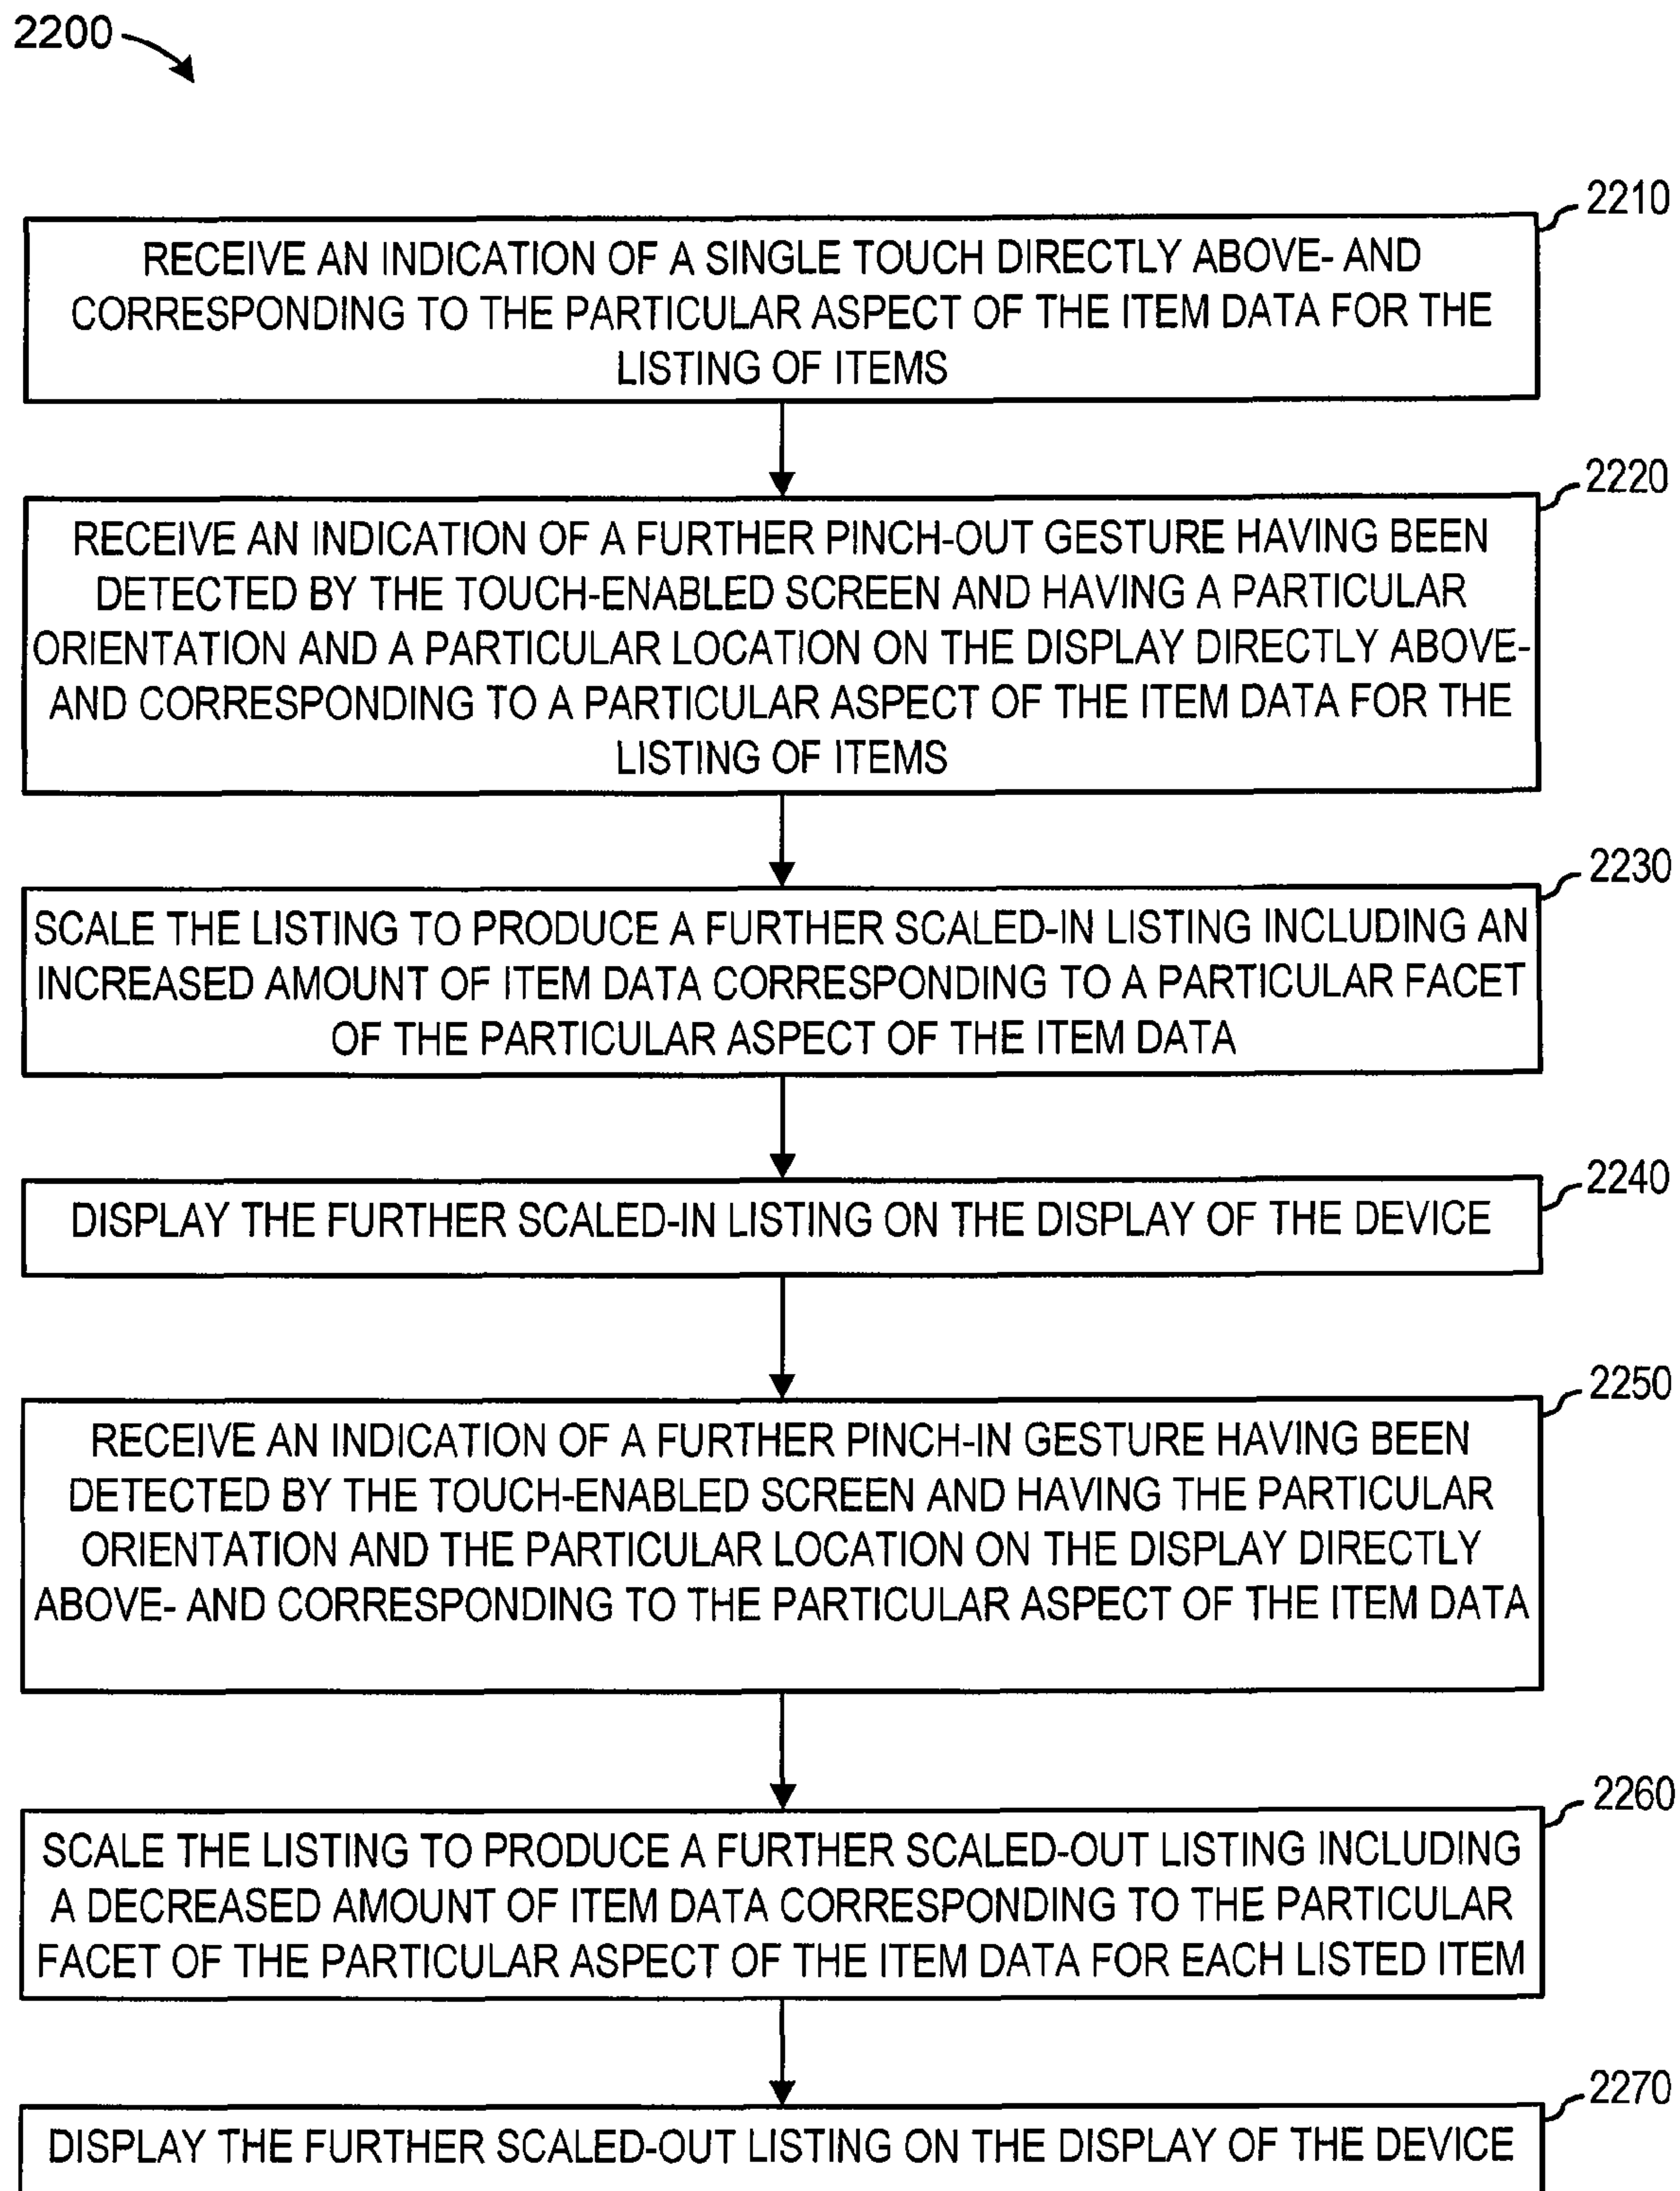 2200
2210
RECEIVE AN INDICATION OF A SINGLE TOUCH DIRECTLY ABOVE- AND
CORRESPONDING TO THE PARTICULAR ASPECT OF THE ITEM DATA FOR THE
LISTING OF ITEMS
2220
RECEIVE AN INDICATION OF A FURTHER PINCH-OUT GESTURE HAVING BEEN
DETECTED BY THE TOUCH-ENABLED SCREEN AND HAVING A PARTICULAR
ORIENTATION AND A PARTICULAR LOCATION ON THE DISPLAY DIRECTLY ABOVE-
AND CORRESPONDING TO A PARTICULAR ASPECT OF THE ITEM DATA FOR THE
LISTING OF ITEMS
2230
SCALE THE LISTING TO PRODUCE A FURTHER SCALED-IN LISTING INCLUDING AN
INCREASED AMOUNT OF ITEM DATA CORRESPONDING TO A PARTICULAR FACET
OF THE PARTICULAR ASPECT OF THE ITEM DATA
2240
DISPLAY THE FURTHER SCALED-IN LISTING ON THE DISPLAY OF THE DEVICE
2250
RECEIVE AN INDICATION OF A FURTHER PINCH-IN GESTURE HAVING BEEN
DETECTED BY THE TOUCH-ENABLED SCREEN AND HAVING THE PARTICULAR
ORIENTATION AND THE PARTICULAR LOCATION ON THE DISPLAY DIRECTLY
ABOVE- AND CORRESPONDING TO THE PARTICULAR ASPECT OF THE ITEM DATA
2260
SCALE THE LISTING TO PRODUCE A FURTHER SCALED-OUT LISTING INCLUDING
A DECREASED AMOUNT OF ITEM DATA CORRESPONDING TO THE PARTICULAR
FACET OF THE PARTICULAR ASPECT OF THE ITEM DATA FOR EACH LISTED ITEM
2270
DISPLAY THE FURTHER SCALED-OUT LISTING ON THE DISPLAY OF THE DEVICE